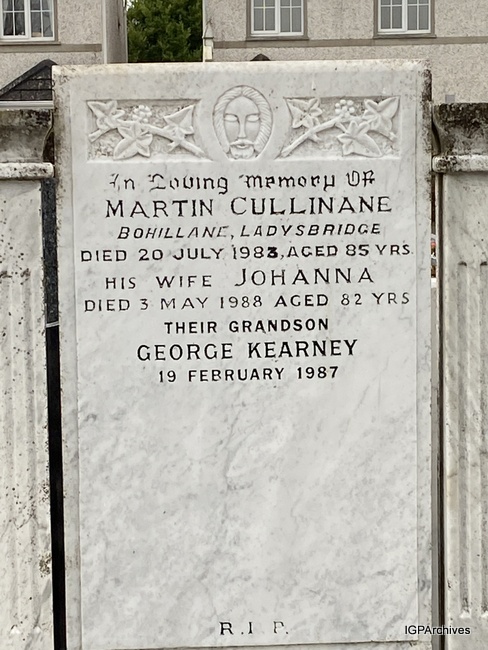 In Loving Memory Of
MARTIN CULLINANE
BOHILLANE, LADYSBRIDGE
DIED 20 JULY 1983, AGED 85 YRS.
HIS WIFE JOHANNA
DIED 3 MAY 1988 AGED 82 YRS
THEIR GRANDSON
GEORGE KEARNEY
19 FEBRUARY 1987
R.I.P.
IGPArchives